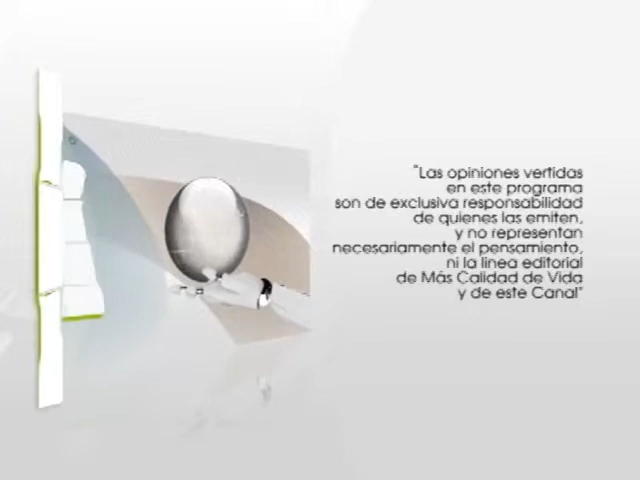 "Las opiniones vertidas
en este programa
son de exclusiva responsabilidad
de quienes las emiten,
y no representan
necesariamente el pensamiento,
ni la linea editorial
de Más Calidad de Vida
y de este Canal"